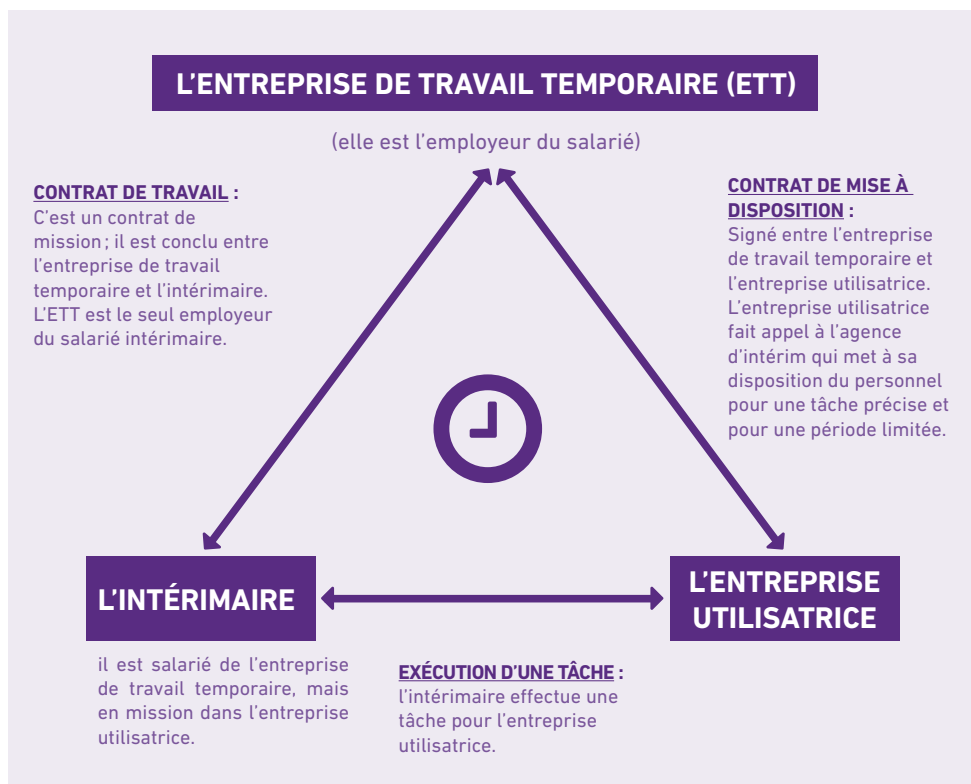 L'ENTREPRISE DE TRAVAIL TEMPORAIRE (ETT)
(elle est l'employeur du salarié)
CONTRAT DE TRAVAIL :
C'est un contrat de
mission ; il est conclu entre
l'entreprise de travail
temporaire et l'intérimaire.
L'ETT est le seul employeur
du salarié intérimaire.
CONTRAT DE MISE À
DISPOSITION :
Signé entre l'entreprise
de travail temporaire et
l'entreprise utilisatrice.
L'entreprise utilisatrice
fait appel à l'agence
d'intérim qui met à sa
disposition du personnel
pour une tâche précise et
pour une période limitée.
L'INTÉRIMAIRE
il est salarié de l'entreprise
de travail temporaire, mais
en mission dans l'entreprise
utilisatrice.
EXÉCUTION D'UNE TÂCHE :
l'intérimaire effectue une
tâche pour l'entreprise
utilisatrice.
L'ENTREPRISE
UTILISATRICE